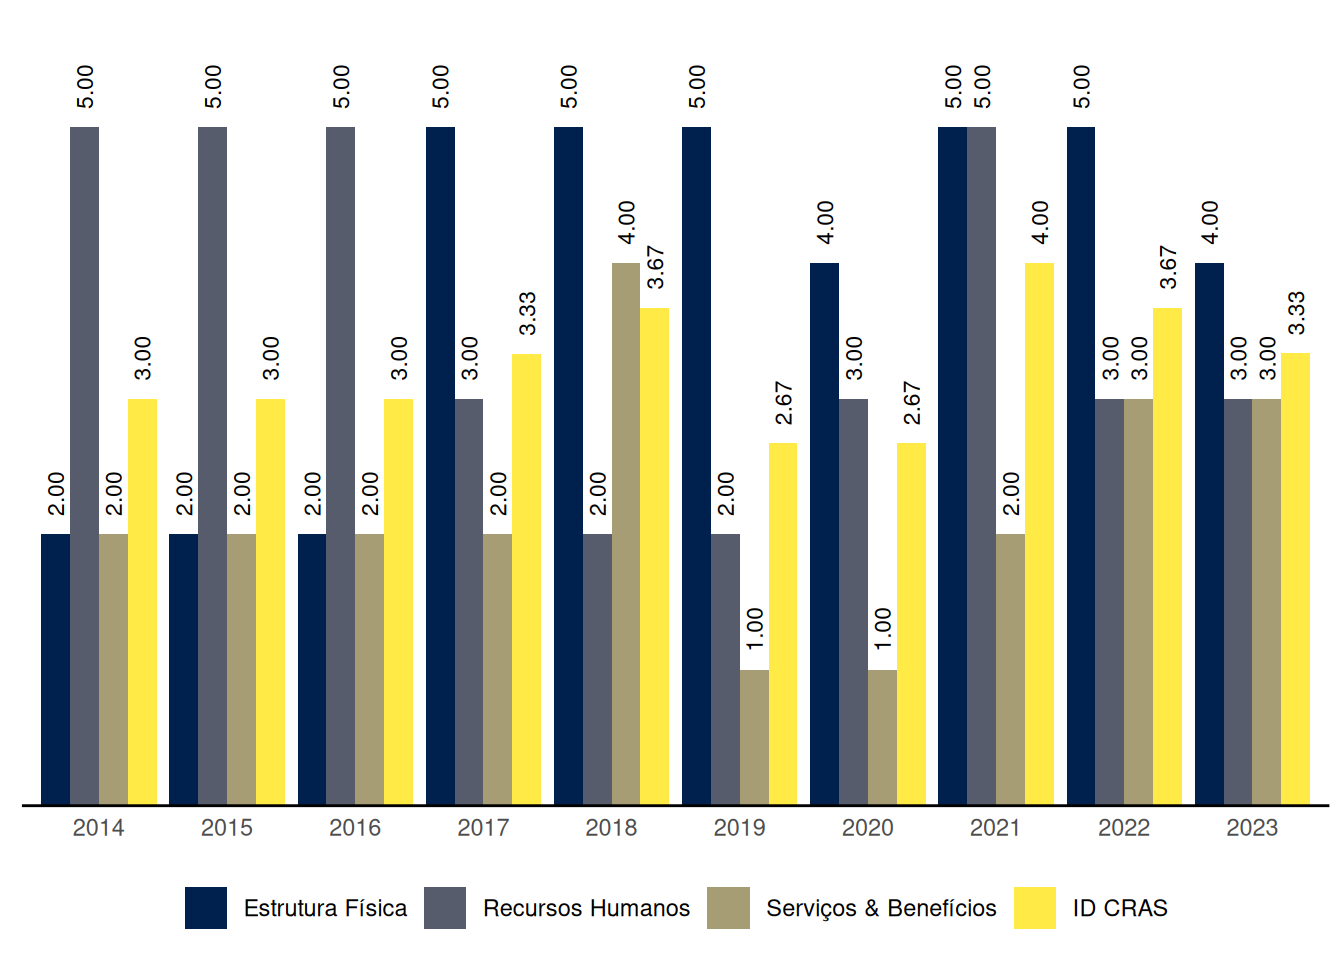 5.00 5.00 5.00 5.00 5.00 5.00 5.00 5.00 5.00
4.00 4.00 4.00 4.00
3.67 3.67
3.33 3.33
3.00 3.00 3.00 3.00 3.00 3.00 3.00 3.00 3.00
2.67 2.67
2.00 2.00 2.00 2.00 2.00 2.00 2.00 2.00 2.00 2.00
1.00 1.00
2014 2015 2016 2017 2018 2019 2020 2021 2022 2023
Estrutura Física Recursos Humanos Serviços & Benefícios ID CRAS